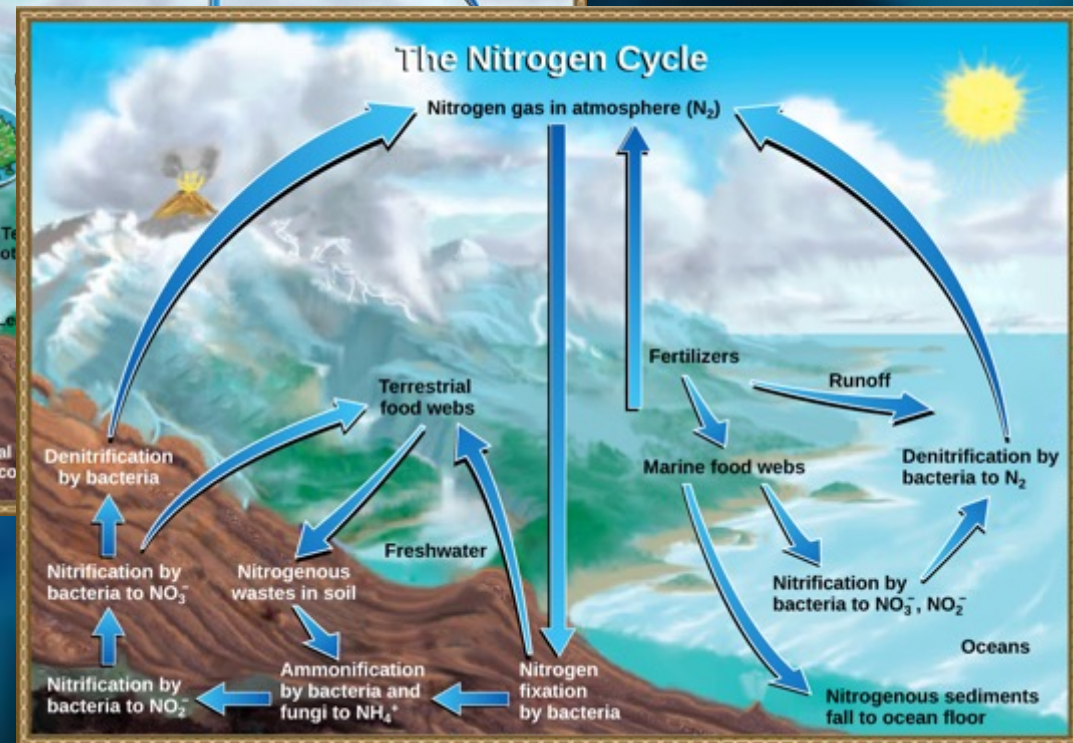 The Nitrogen Cycle
Nitrogen gas in atmosphere (N₂)
Fertilizers
Runoff
Terrestrial
food webs
Denitrification
by bacteria
Marine food webs
Denitrification by
bacteria to N₂
Freshwater
Nitrification by
bacteria to NO₃⁻
Nitrogenous
wastes in soil
Nitrification by
bacteria to NO₃⁻, NO₂⁻
Oceans
Nitrification by
bacteria to NO₂⁻
Ammonification
by bacteria and
fungi to NH₄⁺
Nitrogen
fixation
by bacteria
Nitrogenous sediments
fall to ocean floor